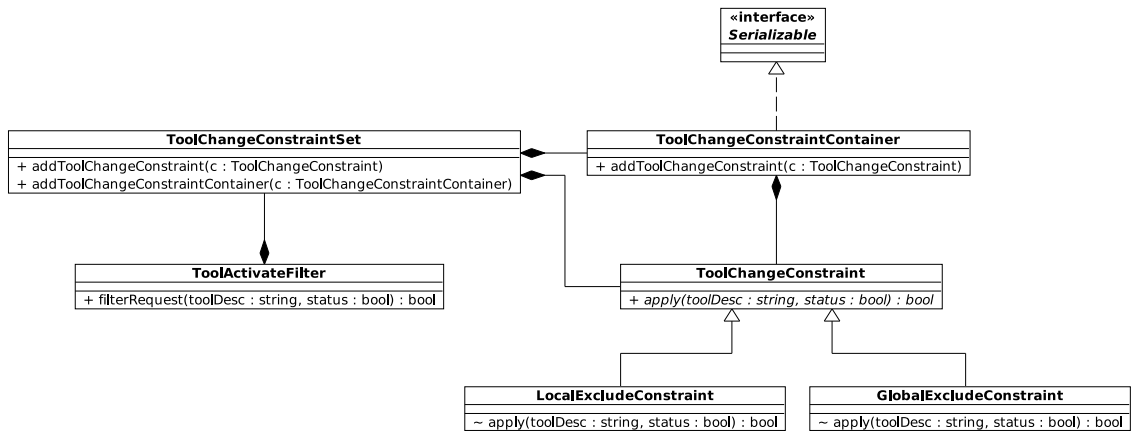 «interface»
Serializable
ToolChangeConstraintSet
+ addToolChangeConstraint(c : ToolChangeConstraint)
+ addToolChangeConstraintContainer(c : ToolChangeConstraintContainer)
ToolChangeConstraintContainer
+ addToolChangeConstraint(c : ToolChangeConstraint)
ToolActivateFilter
+ filterRequest(toolDesc : string, status : bool) : bool
ToolChangeConstraint
+ apply(toolDesc : string, status : bool) : bool
LocalExcludeConstraint
~ apply(toolDesc : string, status : bool) : bool
GlobalExcludeConstraint
~ apply(toolDesc : string, status : bool) : bool